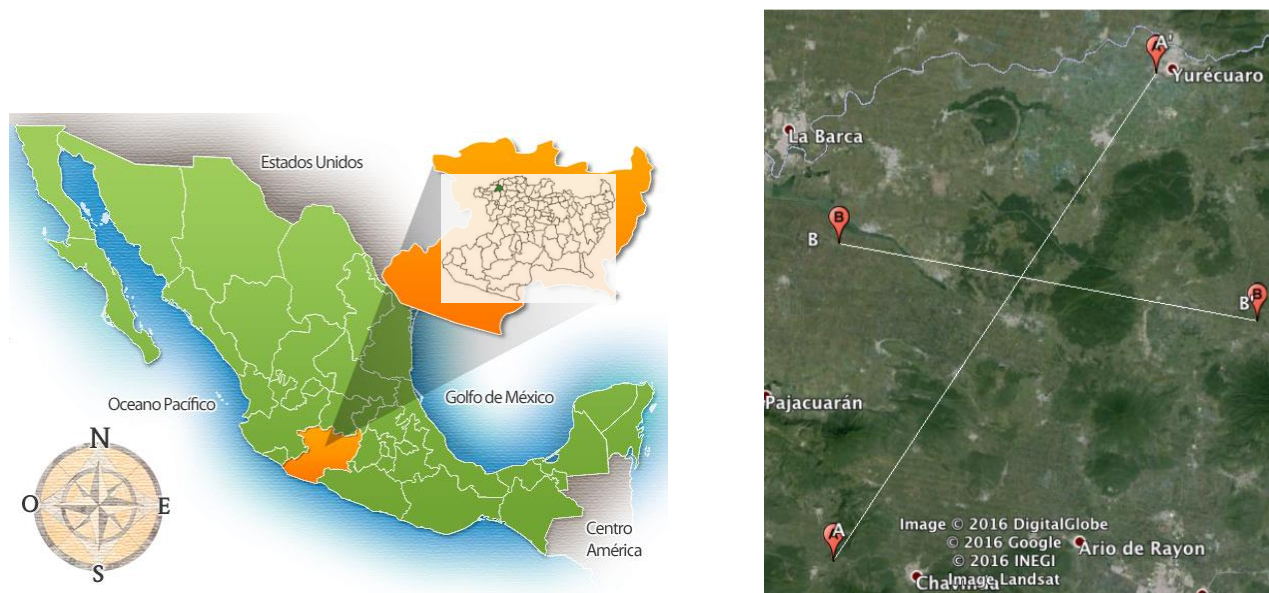 Estados Unidos
Oceano Pacífico
Golfo de México
Centro
América
N
O
E
S
A'
Yurécuaro
La Barca
B
B
B
B'
Pajacuarán
A
Image © 2016 DigitalGlobe
© 2016 Google
© 2016 INEGI
Image Landsat
Ario de Rayon